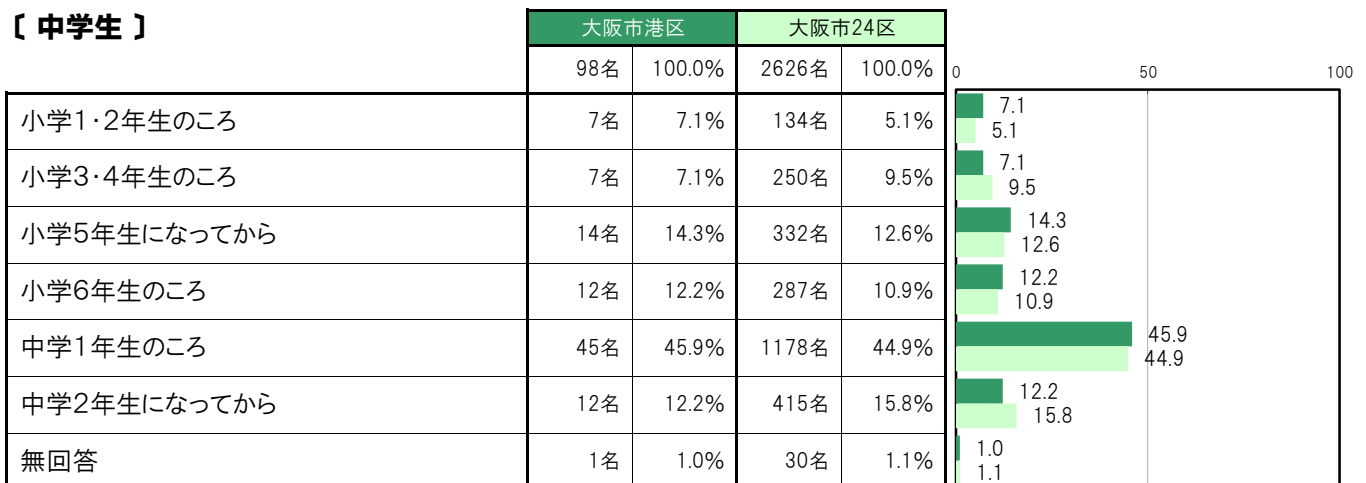 〔 中学生 〕
大阪市港区 大阪市24区
98名 100.0% 2626名 100.0% 0 50 100
小学1・2年生のころ 7名 7.1% 134名 5.1% 7.1
5.1
小学3・4年生のころ 7名 7.1% 250名 9.5% 7.1
9.5
小学5年生になってから 14名 14.3% 332名 12.6% 14.3
12.6
小学6年生のころ 12名 12.2% 287名 10.9% 12.2
10.9
中学1年生のころ 45名 45.9% 1178名 44.9% 45.9
44.9
中学2年生になってから 12名 12.2% 415名 15.8% 12.2
15.8
無回答 1名 1.0% 30名 1.1% 1.0
1.1